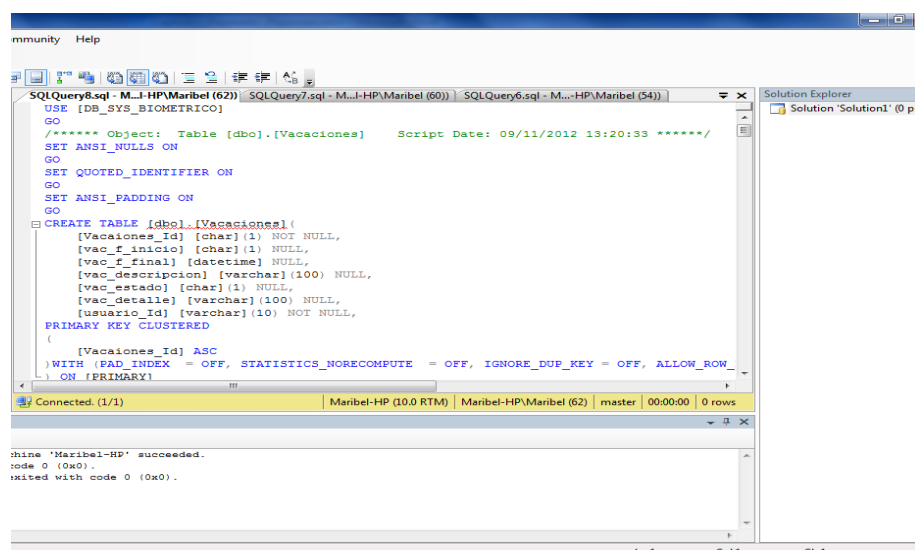 mmunity Help
SQLQuery8.sql - M...l-HP\Maribel (62)) SQLQuery7.sql - M...l-HP\Maribel (60)) SQLQuery6.sql - M...-HP\Maribel (54))
Solution Explorer
Solution 'Solution1' (0 p
USE [DB_SYS_BIOMETRICO]
GO
/****** Object: Table [dbo].[Vacaciones] Script Date: 09/11/2012 13:20:33 ******/
SET ANSI_NULLS ON
GO
SET QUOTED_IDENTIFIER ON
GO
SET ANSI_PADDING ON
GO
CREATE TABLE [dbo].[Vacaciones](
[Vacaiones_Id] [char](1) NOT NULL,
[vac_f_inicio] [char](1) NULL,
[vac_f_final] [datetime] NULL,
[vac_descripcion] [varchar](100) NULL,
[vac_estado] [char](1) NULL,
[vac_detalle] [varchar](100) NULL,
[usuario_Id] [varchar](10) NOT NULL,
PRIMARY KEY CLUSTERED
(
[Vacaiones_Id] ASC
)WITH (PAD_INDEX = OFF, STATISTICS_NORECOMPUTE = OFF, IGNORE_DUP_KEY = OFF, ALLOW_ROW_
) ON [PRIMARY]
Connected. (1/1) Maribel-HP (10.0 RTM) Maribel-HP\Maribel (62) master 00:00:00 0 rows
hine 'Maribel-HP' succeeded.
code 0 (0x0).
exited with code 0 (0x0).